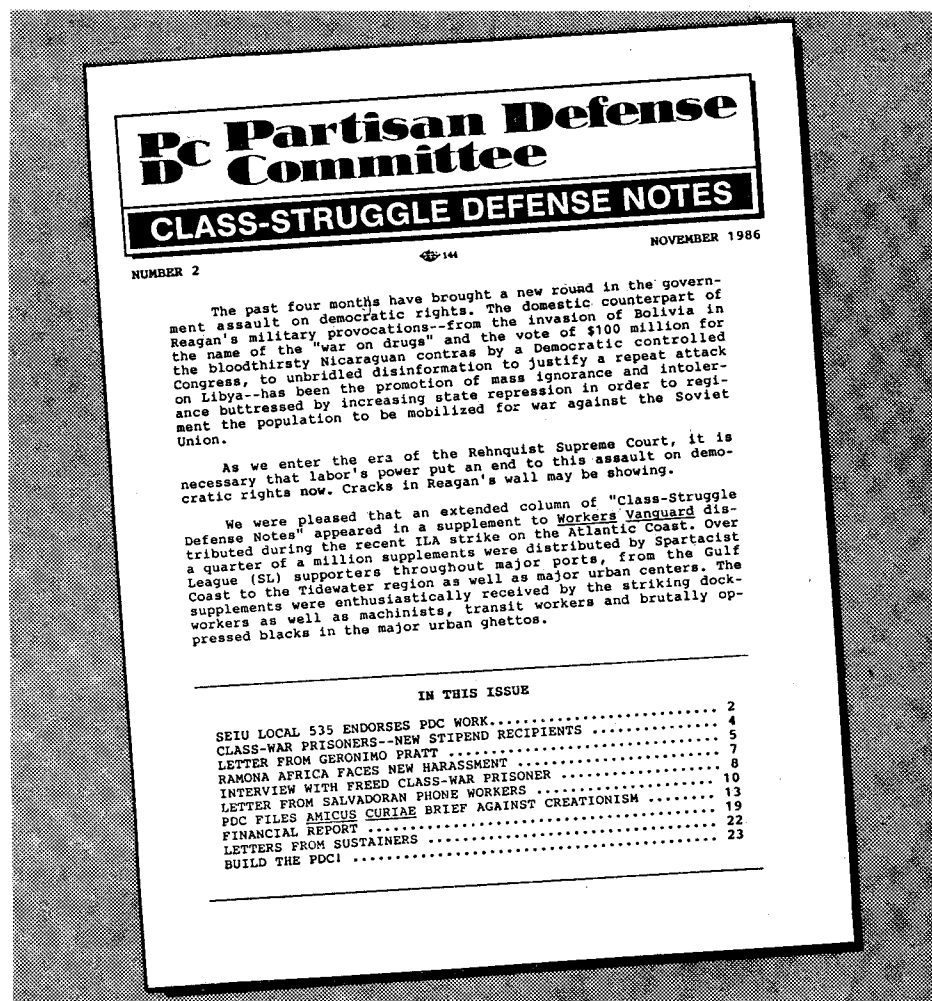 PDC Partisan Defense
Committee
CLASS-STRUGGLE DEFENSE NOTES
NUMBER 2
144
NOVEMBER 1986
The past four months have brought a new round in the govern-
ment assault on democratic rights. The domestic counterpart of
Reagan's military provocations--from the invasion of Bolivia in
the name of the "war on drugs" and the vote of $100 million for
the bloodthirsty Nicaraguan contras by a Democratic controlled
Congress, to unbridled disinformation to justify a repeat attack
on Libya--has been the promotion of mass ignorance and intoler-
ance buttressed by increasing state repression in order to regi-
ment the population to be mobilized for war against the Soviet
Union.
As we enter the era of the Rehnquist Supreme Court, it is
necessary that labor's power put an end to this assault on demo-
cratic rights now. Cracks in Reagan's wall may be showing.
We were pleased that an extended column of "Class-Struggle
Defense Notes" appeared in a supplement to Workers Vanguard dis-
tributed during the recent ILA strike on the Atlantic Coast. Over
a quarter of a million supplements were distributed by Spartacist
League (SL) supporters throughout major ports, from the Gulf
Coast to the Tidewater region as well as major urban centers. The
supplements were enthusiastically received by the striking dock-
workers as well as machinists, transit workers and brutally op-
pressed blacks in the major urban ghettos.
IN THIS ISSUE
SEIU LOCAL 535 ENDORSES PDC WORK.......................... 2
CLASS-WAR PRISONERS--NEW STIPEND RECIPIENTS .............. 4
LETTER FROM GERONIMO PRATT ............................... 5
RAMONA AFRICA FACES NEW HARASSMENT ....................... 7
INTERVIEW WITH FREED CLASS-WAR PRISONER .................. 8
LETTER FROM SALVADORAN PHONE WORKERS ..................... 10
PDC FILES AMICUS CURIAE BRIEF AGAINST CREATIONISM ........ 13
FINANCIAL REPORT ......................................... 19
LETTERS FROM SUSTAINERS .................................. 22
BUILD THE PDC! ........................................... 23